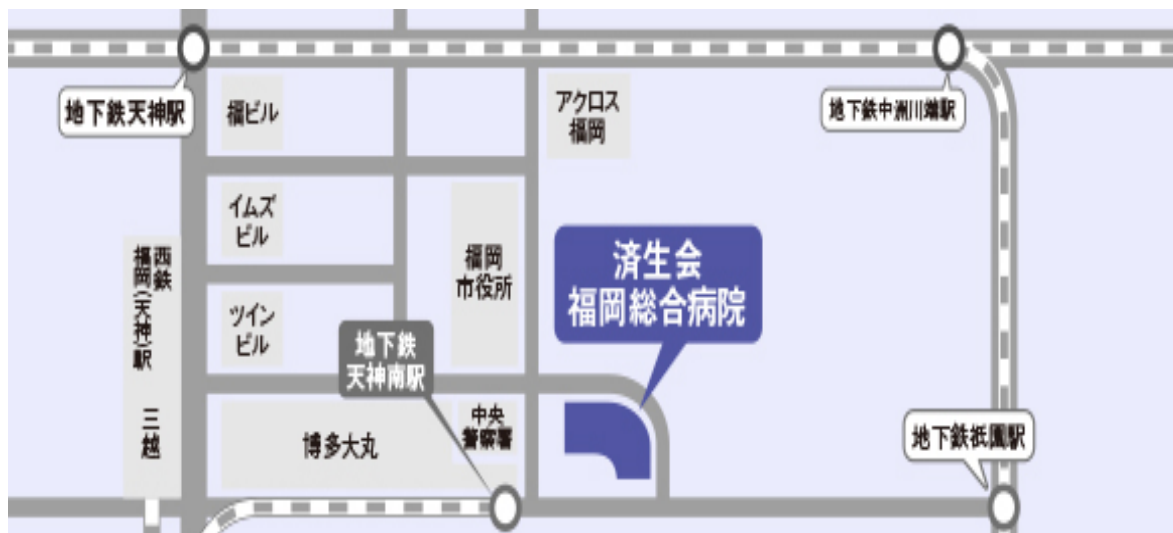 地下鉄天神駅
福ビル
アクロス
福岡
地下鉄中洲川端駅
イムズ
ビル
西鉄
福岡(天神)駅
福岡
市役所
済生会
福岡総合病院
ツイン
ビル
地下鉄
天神南駅
三越
博多大丸
中央
警察署
地下鉄祇園駅